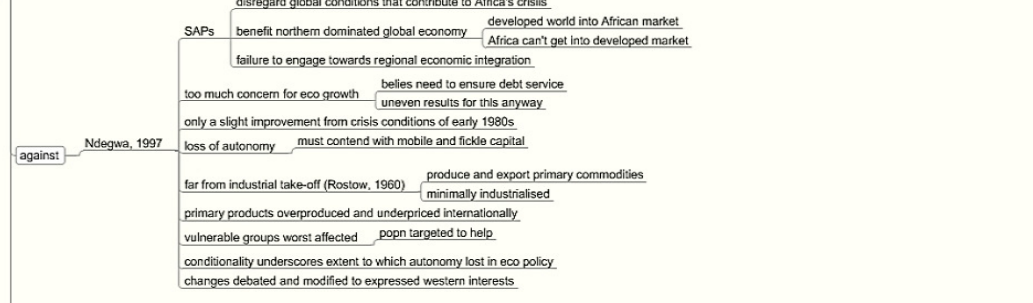 disregard global conditions that contribute to Africa's crisiis
SAPs
benefit northern dominated global economy
developed world into African market
Africa can't get into developed market
failure to engage towards regional economic integration
too much concern for eco growth
belies need to ensure debt service
uneven results for this anyway
only a slight improvement from crisis conditions of early 1980s
against
Ndegwa, 1997
loss of autonomy
must contend with mobile and fickle capital
far from industrial take-off (Rostow, 1960)
produce and export primary commodities
minimally industrialised
primary products overproduced and underpriced internationally
vulnerable groups worst affected
popn targeted to help
conditionality underscores extent to which autonomy lost in eco policy
changes debated and modified to expressed western interests